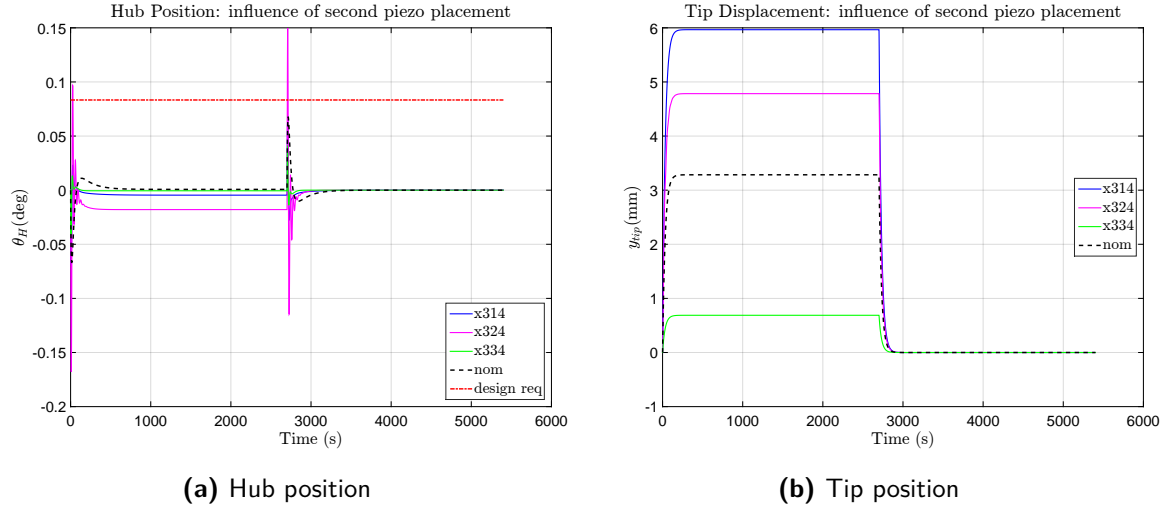 Hub Position: influence of second piezo placement
0.15
0.1
0.05
0
-0.05
-0.1
-0.15
-0.2
θ_H(deg)
x314
x324
x334
nom
design req
0 1000 2000 3000 4000 5000 6000
Time (s)
(a) Hub position
Tip Displacement: influence of second piezo placement
6
5
4
3
2
1
0
-1
y_tip(mm)
x314
x324
x334
nom
0 1000 2000 3000 4000 5000 6000
Time (s)
(b) Tip position